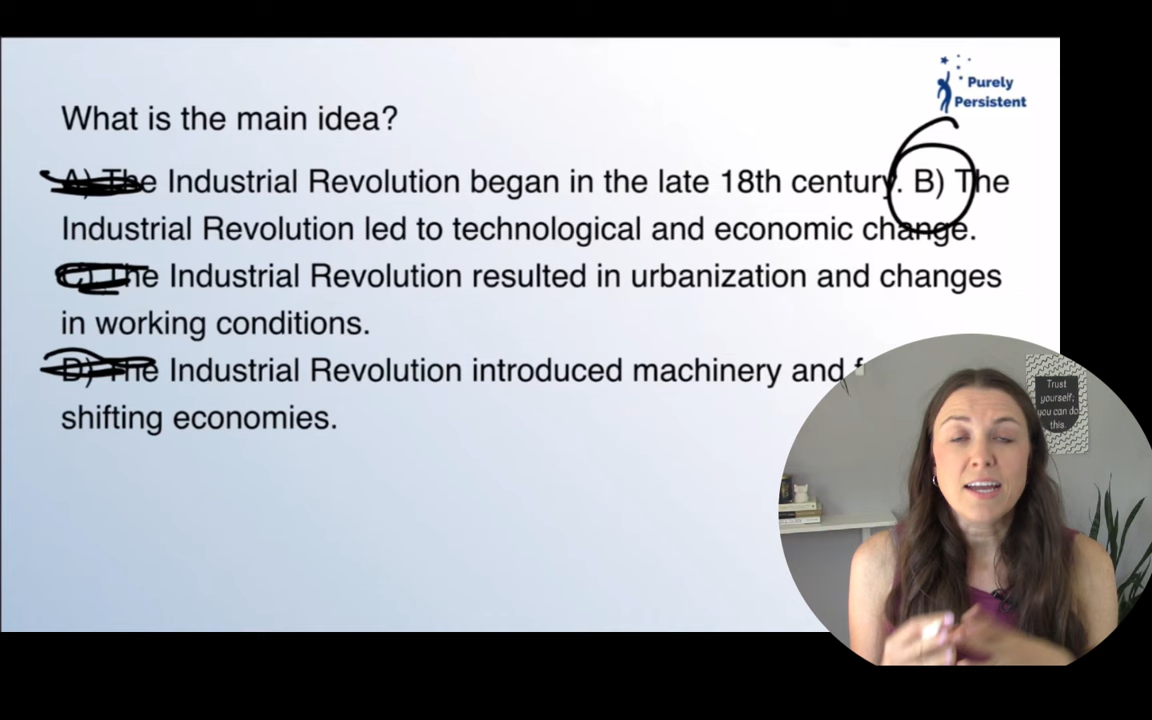 Purely
Persistent
What is the main idea?
A) The Industrial Revolution began in the late 18th century. B) The
Industrial Revolution led to technological and economic change.
C) The Industrial Revolution resulted in urbanization and changes
in working conditions.
D) The Industrial Revolution introduced machinery and
shifting economies.
Trust
yourself;
you can do
this.